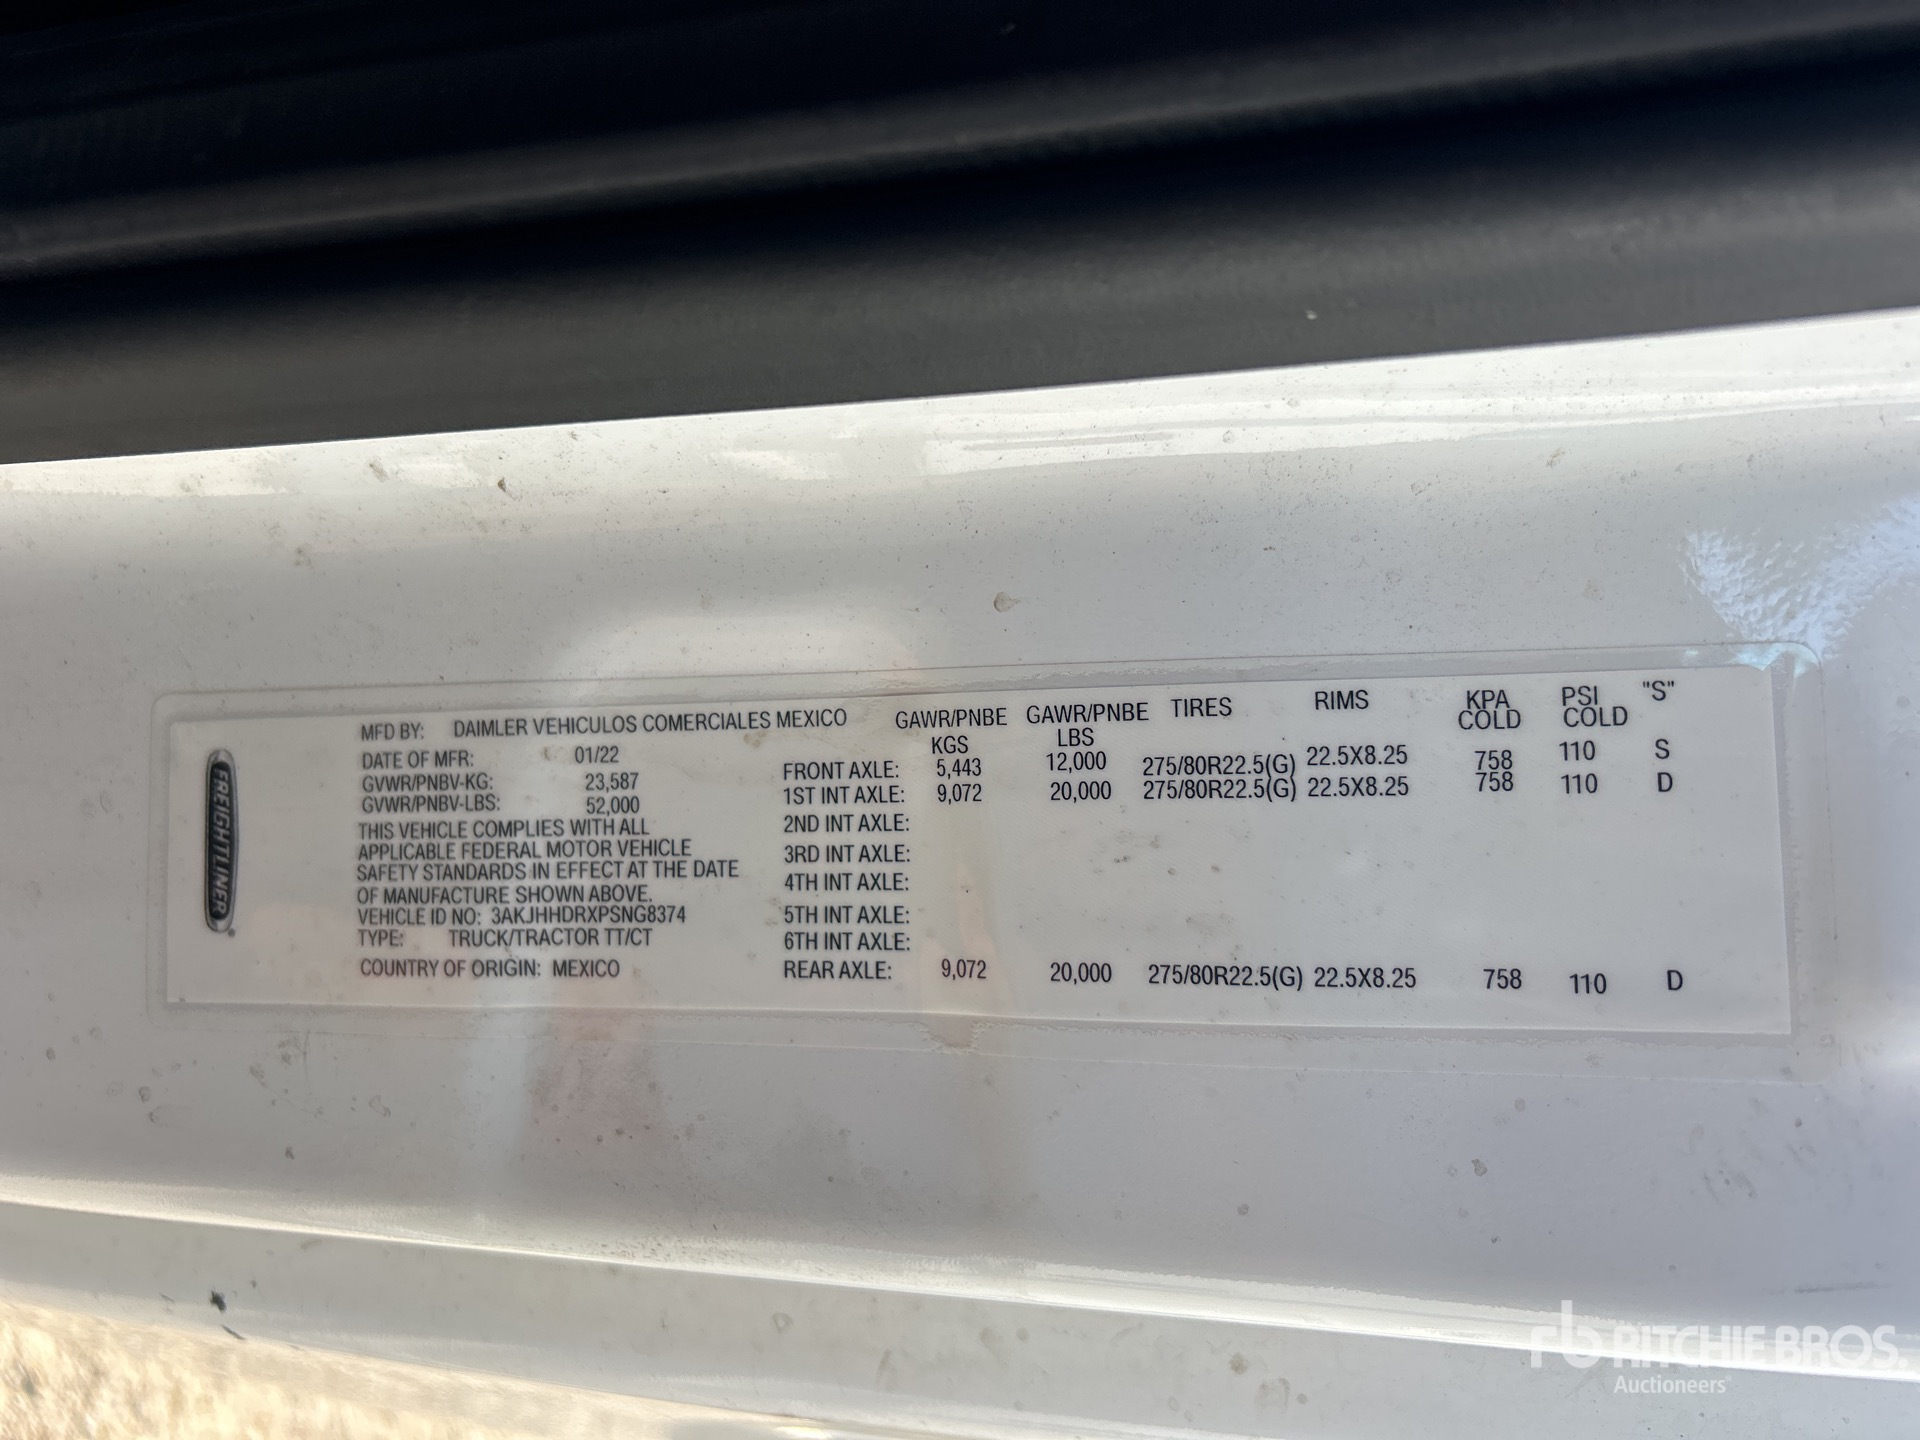 FREIGHTLINER
MFD BY: DAIMLER VEHICULOS COMERCIALES MEXICO
DATE OF MFR: 01/22
GVWR/PNBV-KG: 23,587
GVWR/PNBV-LBS: 52,000
THIS VEHICLE COMPLIES WITH ALL
APPLICABLE FEDERAL MOTOR VEHICLE
SAFETY STANDARDS IN EFFECT AT THE DATE
OF MANUFACTURE SHOWN ABOVE.
VEHICLE ID NO: 3AKJHHDRXPSNG8374
TYPE: TRUCK/TRACTOR TT/CT
COUNTRY OF ORIGIN: MEXICO
GAWR/PNBE GAWR/PNBE TIRES RIMS KPA PSI "S"
KGS LBS COLD COLD
FRONT AXLE: 5,443 12,000 275/80R22.5(G) 22.5X8.25 758 110 S
1ST INT AXLE: 9,072 20,000 275/80R22.5(G) 22.5X8.25 758 110 D
2ND INT AXLE:
3RD INT AXLE:
4TH INT AXLE:
5TH INT AXLE:
6TH INT AXLE:
REAR AXLE: 9,072 20,000 275/80R22.5(G) 22.5X8.25 758 110 D
rb RITCHIE BROS.
Auctioneers